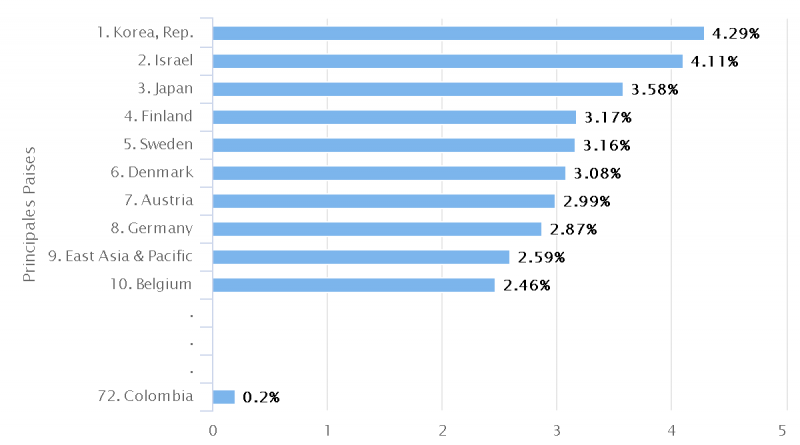 Principales Paises
1. Korea, Rep. 4.29%
2. Israel 4.11%
3. Japan 3.58%
4. Finland 3.17%
5. Sweden 3.16%
6. Denmark 3.08%
7. Austria 2.99%
8. Germany 2.87%
9. East Asia & Pacific 2.59%
10. Belgium 2.46%
.
.
.
72. Colombia 0.2%
0 1 2 3 4 5